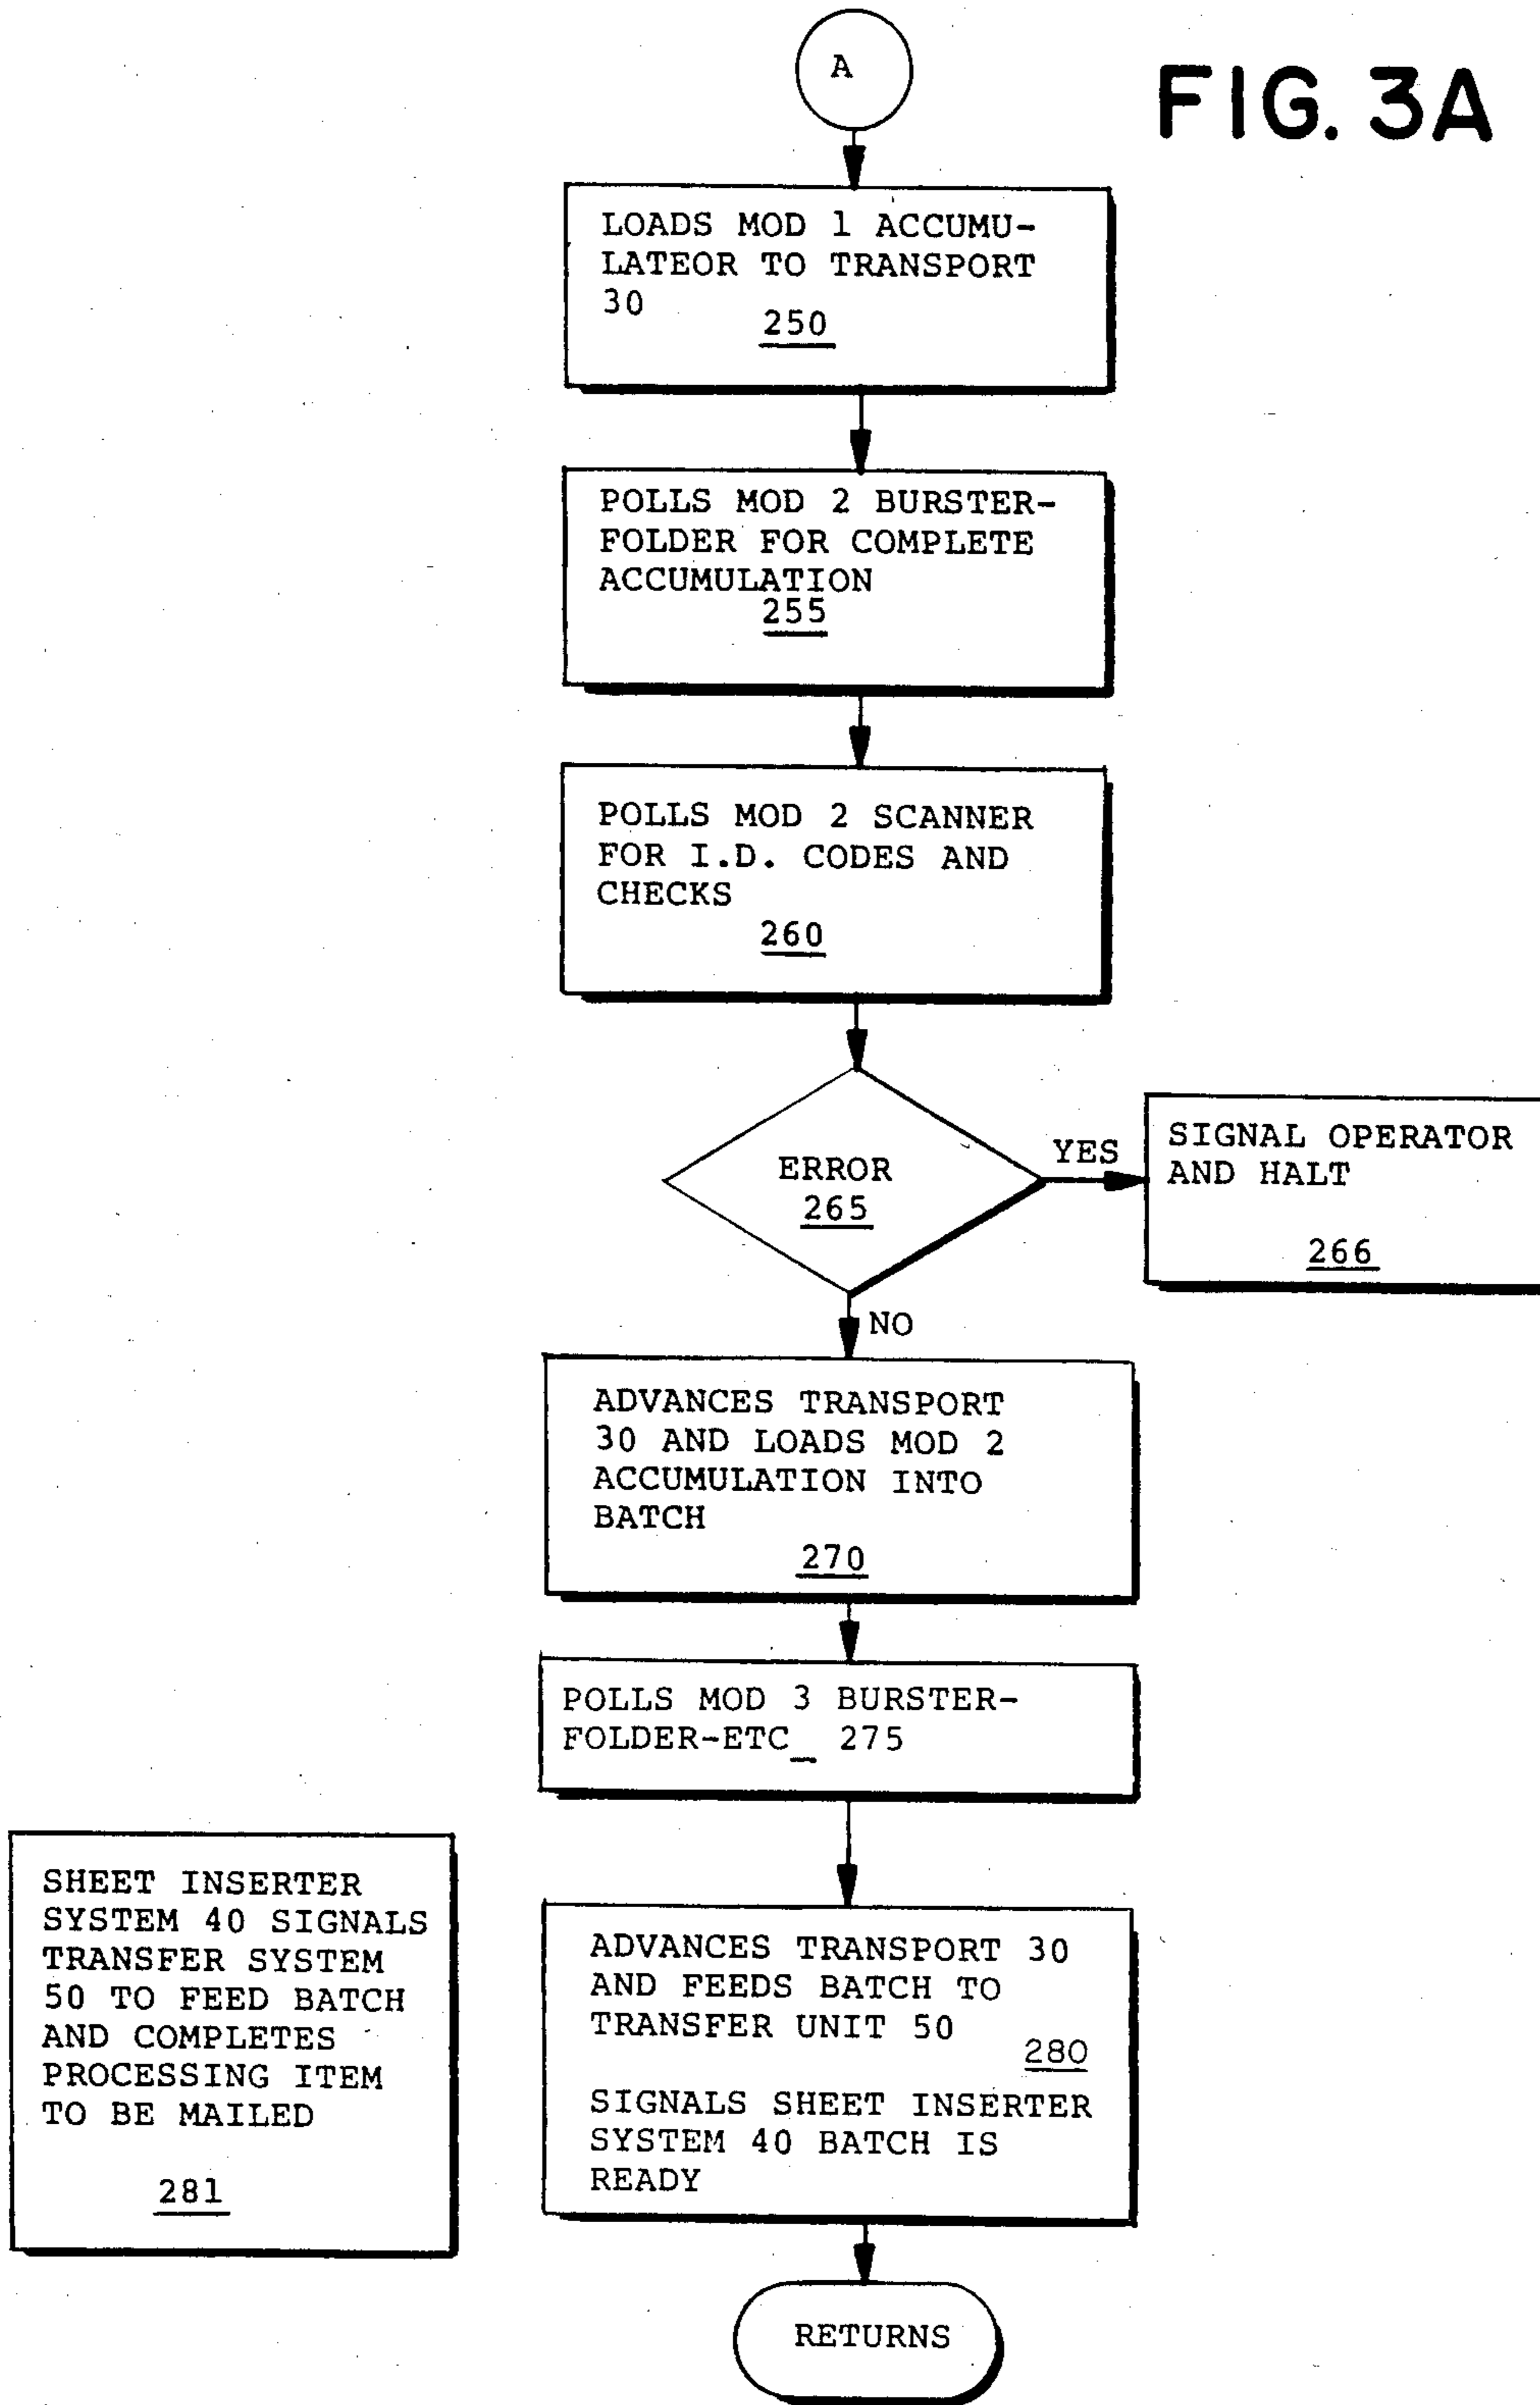 A
FIG. 3A
LOADS MOD 1 ACCUMU-
LATEOR TO TRANSPORT
30
250
POLLS MOD 2 BURSTER-
FOLDER FOR COMPLETE
ACCUMULATION
255
POLLS MOD 2 SCANNER
FOR I.D. CODES AND
CHECKS
260
ERROR
265
YES
SIGNAL OPERATOR
AND HALT
266
NO
ADVANCES TRANSPORT
30 AND LOADS MOD 2
ACCUMULATION INTO
BATCH
270
POLLS MOD 3 BURSTER-
FOLDER-ETC_ 275
SHEET INSERTER
SYSTEM 40 SIGNALS
TRANSFER SYSTEM
50 TO FEED BATCH
AND COMPLETES
PROCESSING ITEM
TO BE MAILED
281
ADVANCES TRANSPORT 30
AND FEEDS BATCH TO
TRANSFER UNIT 50
280
SIGNALS SHEET INSERTER
SYSTEM 40 BATCH IS
READY
RETURNS